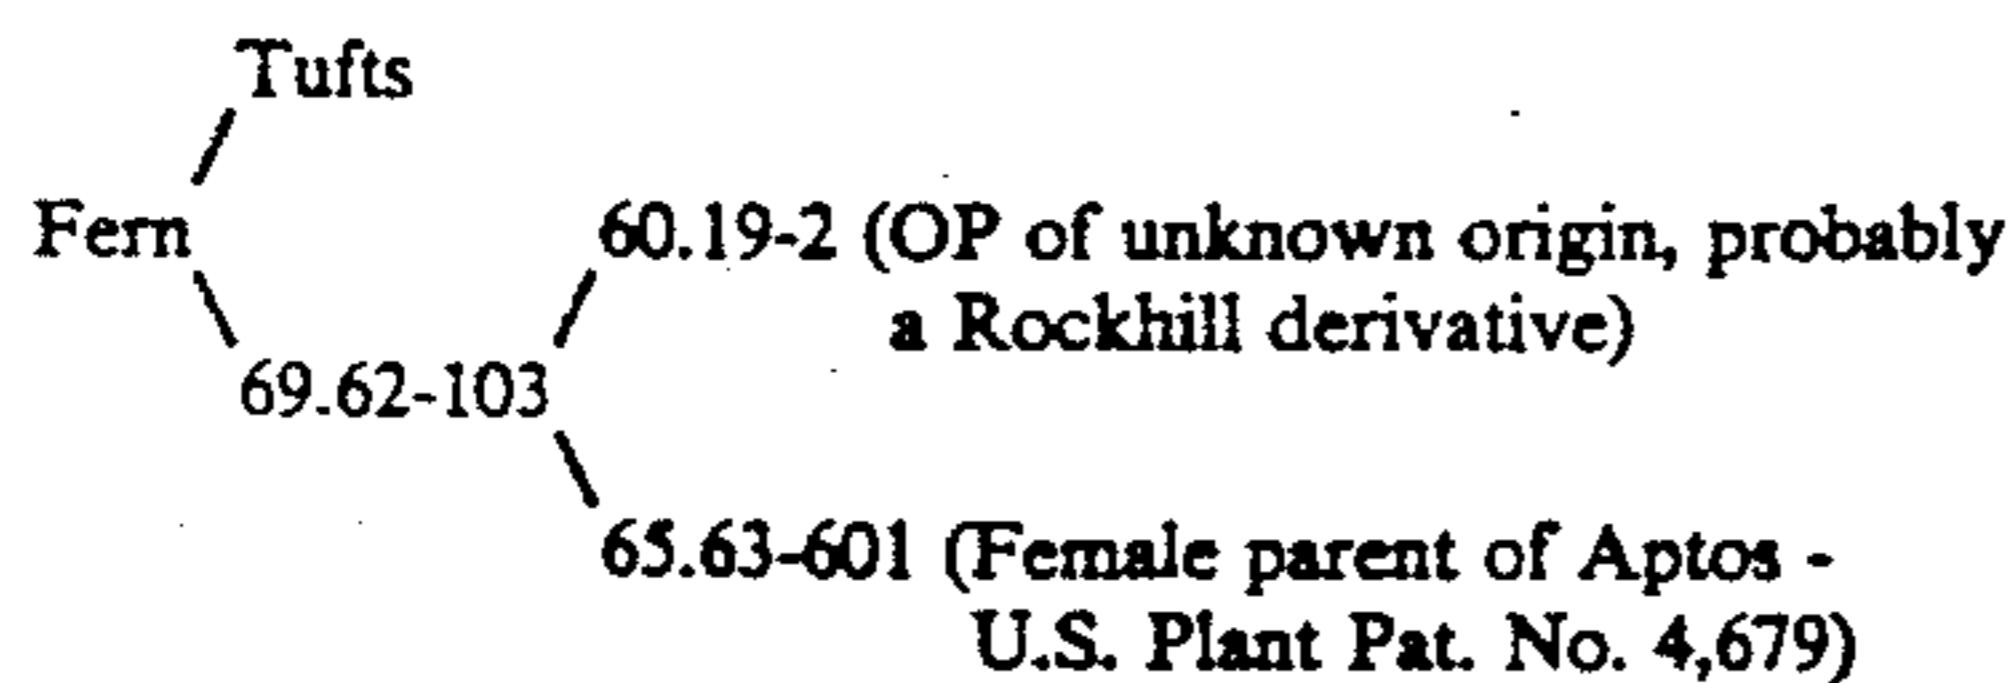 Tufts
Fern
60.19-2 (OP of unknown origin, probably
a Rockhill derivative)
69.62-103
65.63-601 (Female parent of Aptos -
U.S. Plant Pat. No. 4,679)